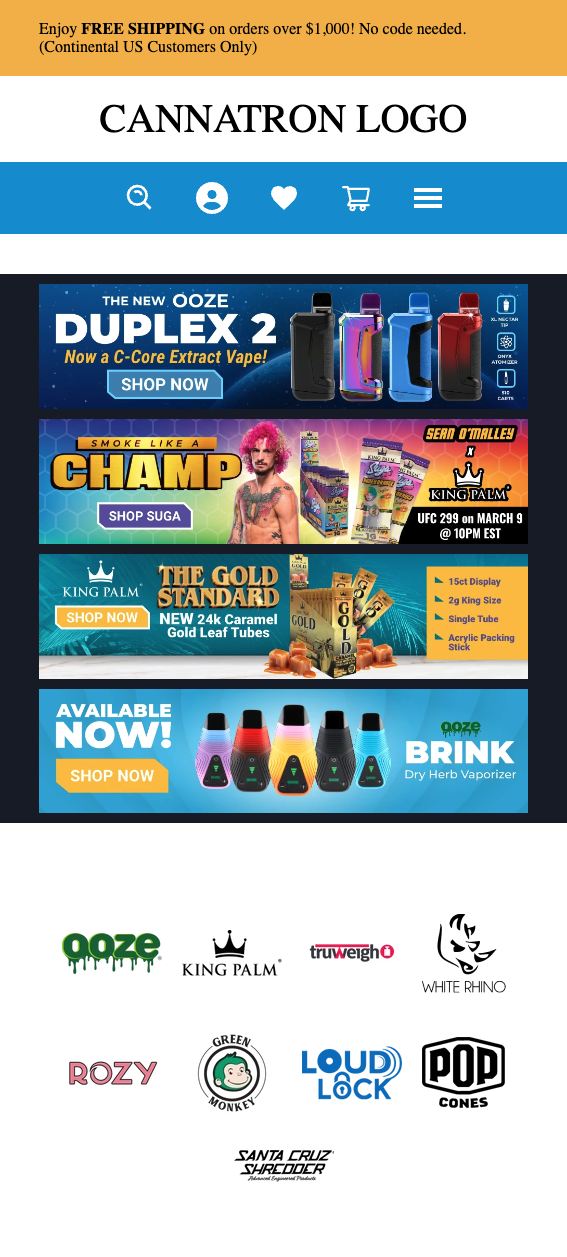 Enjoy FREE SHIPPING on orders over $1,000! No code needed.
(Continental US Customers Only)
CANNATRON LOGO
THE NEW OOZE
DUPLEX 2
Now a C-Core Extract Vape!
SHOP NOW
XL NECTAR
TIP
ONYX
ATOMIZER
510
CARTS
SMOKE LIKE A
CHAMP
SHOP SUGA
SEAN O'MALLEY
X
KING PALM
UFC 299 on MARCH 9
@ 10PM EST
KING PALM
SHOP NOW
THE GOLD
STANDARD
NEW 24k Caramel
Gold Leaf Tubes
GOLD
GOLD
15ct Display
2g King Size
Single Tube
Acrylic Packing
Stick
AVAILABLE
NOW!
SHOP NOW
ooze
BRINK
Dry Herb Vaporizer
ooze
KING PALM
truweigh
WHITE RHINO
ROZY
GREEN
MONKEY
LOUD
LOCK
POP
CONES
SANTA CRUZ
SHREDDER
Advanced Engineered Products